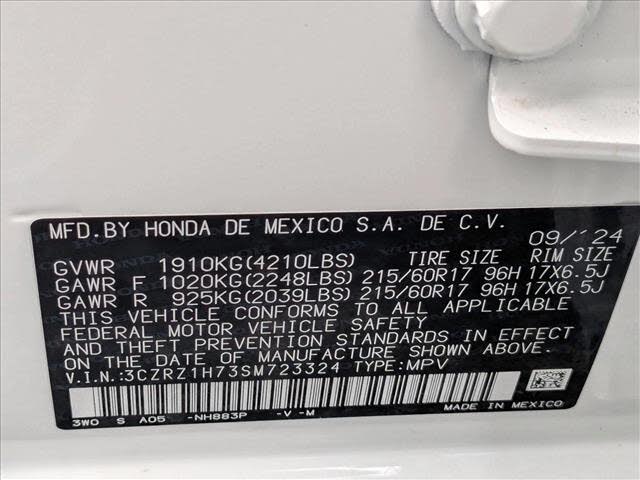 MFD.BY HONDA DE MEXICO S.A. DE C.V. 09/'24
GVWR 1910KG(4210LBS) TIRE SIZE RIM SIZE
GAWR F 1020KG(2248LBS) 215/60R17 96H 17X6.5J
GAWR R 925KG(2039LBS) 215/60R17 96H 17X6.5J
THIS VEHICLE CONFORMS TO ALL APPLICABLE
FEDERAL MOTOR VEHICLE SAFETY
AND THEFT PREVENTION STANDARDS IN EFFECT
ON THE DATE OF MANUFACTURE SHOWN ABOVE.
V.I.N.:3CZRZ1H73SM723324 TYPE:MPV
3W0 S A05 -NH883P -V-M MADE IN MEXICO